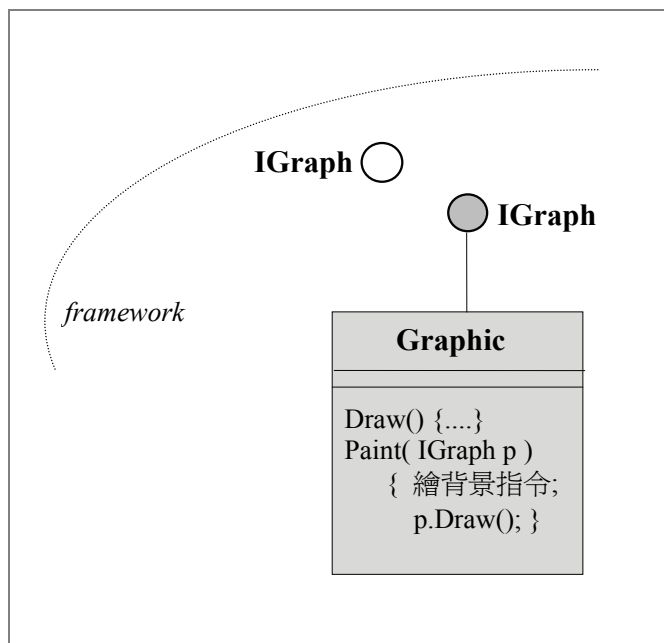 IGraph
IGraph
framework
Graphic
Draw() {....}
Paint( IGraph p )
{ 繪背景指令;
p.Draw(); }